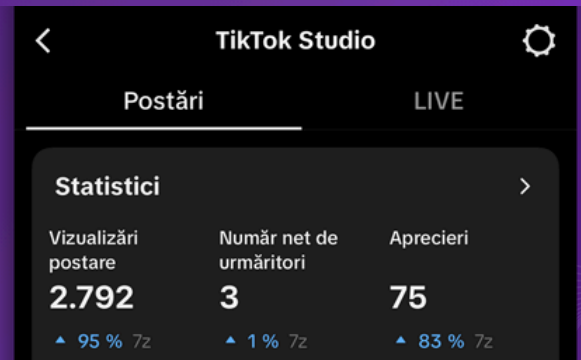 TikTok Studio
Postări LIVE
Statistici
Vizualizări postare
Număr net de urmăritori
Aprecieri
2.792 3 75
95 % 7z 1 % 7z 83 % 7z